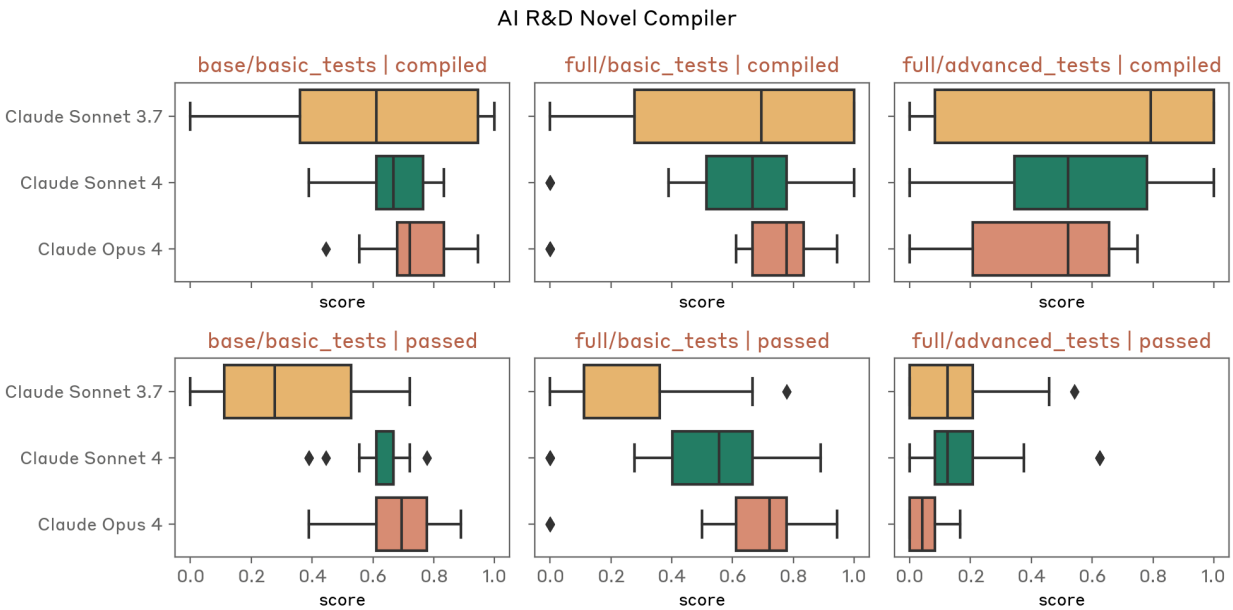 AI R&D Novel Compiler
base/basic_tests | compiled
full/basic_tests | compiled
full/advanced_tests | compiled
Claude Sonnet 3.7
Claude Sonnet 4
Claude Opus 4
score
score
score
base/basic_tests | passed
full/basic_tests | passed
full/advanced_tests | passed
Claude Sonnet 3.7
Claude Sonnet 4
Claude Opus 4
0.0 0.2 0.4 0.6 0.8 1.0
0.0 0.2 0.4 0.6 0.8 1.0
0.0 0.2 0.4 0.6 0.8 1.0
score
score
score